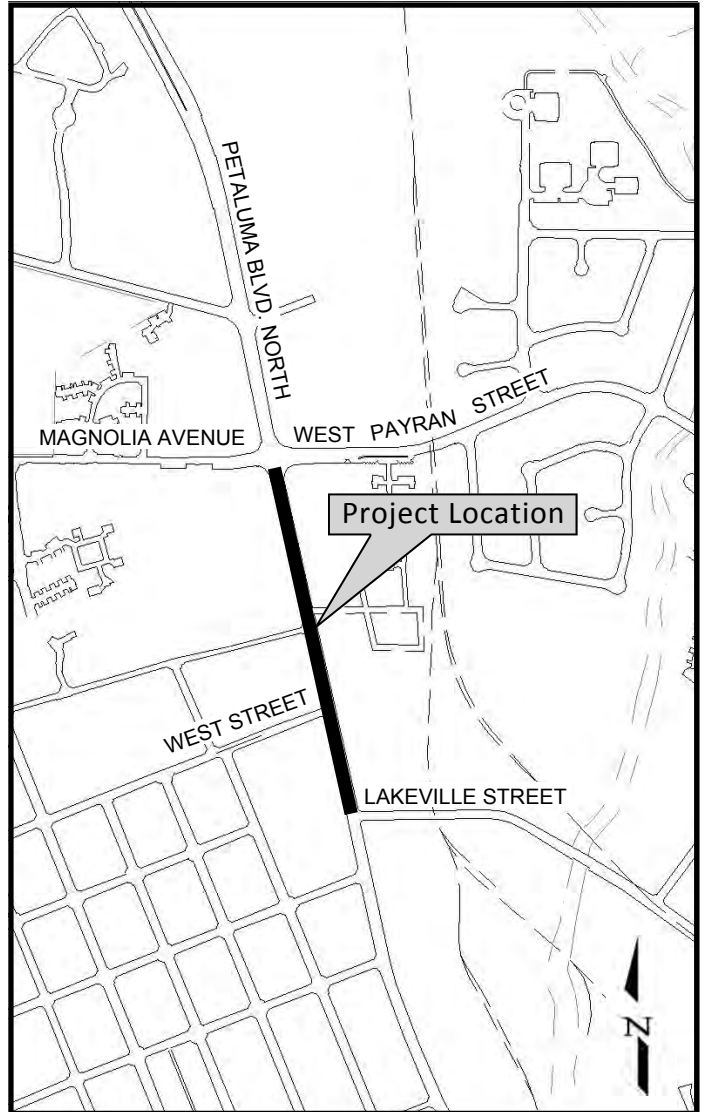 PETALUMA BLVD. NORTH
MAGNOLIA AVENUE
WEST PAYRAN STREET
Project Location
WEST STREET
LAKEVILLE STREET
N